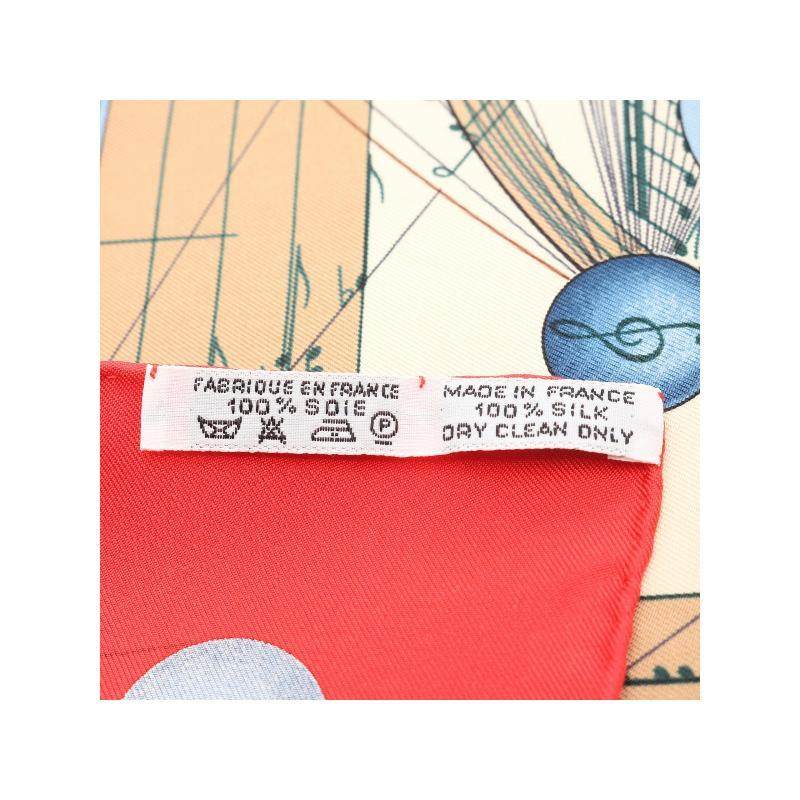 FABRIQUE EN FRANCE
100% SOIE
P
MADE IN FRANCE
100% SILK
DRY CLEAN ONLY